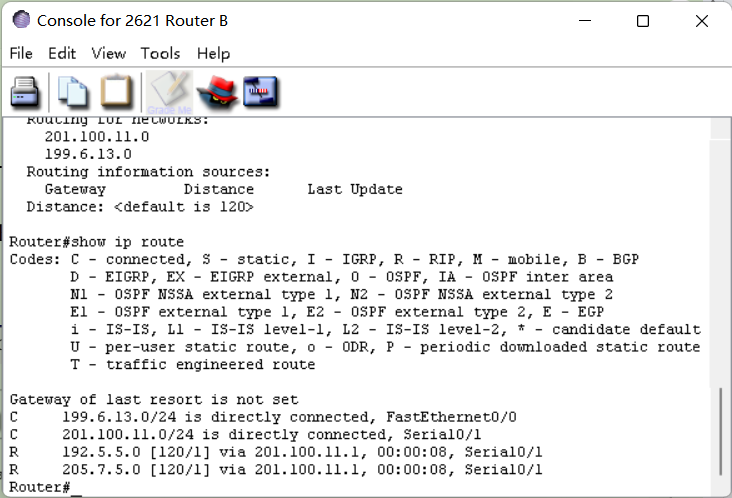 Console for 2621 Router B
File Edit View Tools Help
Grade Me
Routing for networks:
201.100.11.0
199.6.13.0
Routing information sources:
Gateway Distance Last Update
Distance: <default is 120>
Router#show ip route
Codes: C - connected, S - static, I - IGRP, R - RIP, M - mobile, B - BGP
D - EIGRP, EX - EIGRP external, O - OSPF, IA - OSPF inter area
N1 - OSPF NSSA external type 1, N2 - OSPF NSSA external type 2
E1 - OSPF external type 1, E2 - OSPF external type 2, E - EGP
i - IS-IS, L1 - IS-IS level-1, L2 - IS-IS level-2, * - candidate default
U - per-user static route, o - ODR, P - periodic downloaded static route
T - traffic engineered route
Gateway of last resort is not set
C 199.6.13.0/24 is directly connected, FastEthernet0/0
C 201.100.11.0/24 is directly connected, Serial0/1
R 192.5.5.0 [120/1] via 201.100.11.1, 00:00:08, Serial0/1
R 205.7.5.0 [120/1] via 201.100.11.1, 00:00:08, Serial0/1
Router#_